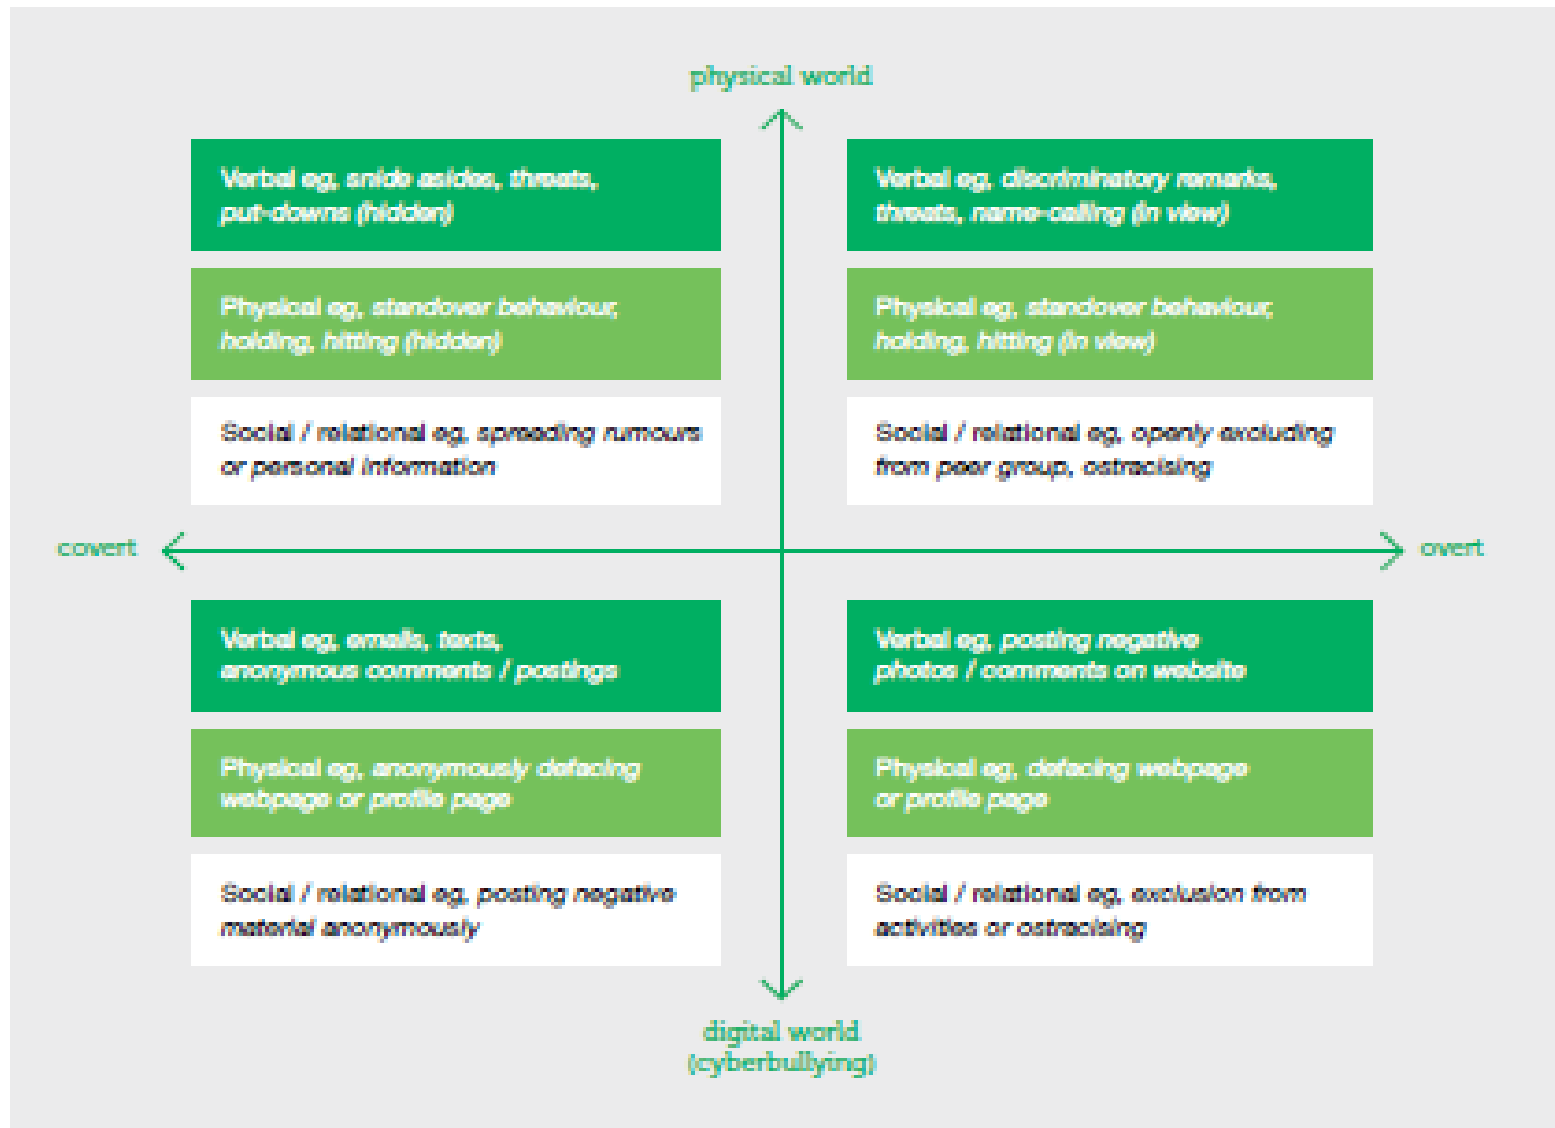 physical world
Verbal eg, snide asides, threats,
put-downs (hidden)
Physical eg, standover behaviour,
holding, hitting (hidden)
Social / relational eg, spreading rumours
or personal information
Verbal eg, discriminatory remarks,
threats, name-calling (in view)
Physical eg, standover behaviour,
holding, hitting (in view)
Social / relational eg, openly excluding
from peer group, ostracising
covert
overt
Verbal eg, emails, texts,
anonymous comments / postings
Physical eg, anonymously defacing
webpage or profile page
Social / relational eg, posting negative
material anonymously
Verbal eg, posting negative
photos / comments on website
Physical eg, defacing webpage
or profile page
Social / relational eg, exclusion from
activities or ostracising
digital world
(cyberbullying)